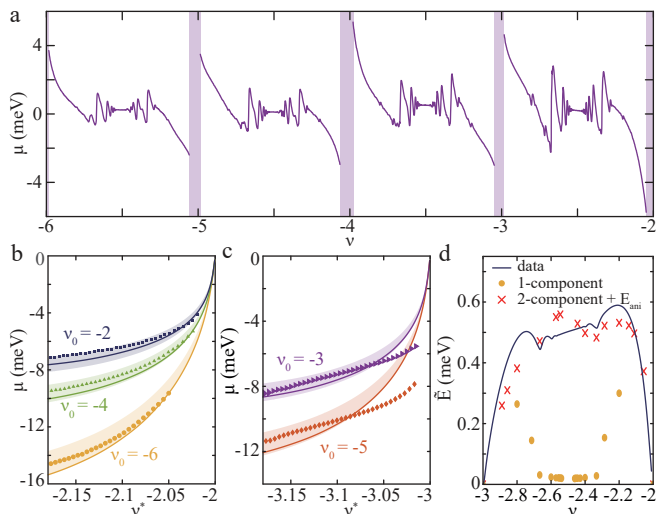 a
4
0
-4
μ (meV)
-6
-5
-4
-3
-2
ν
b
0
-4
-8
-12
-16
μ (meV)
ν₀ = -2
ν₀ = -4
ν₀ = -6
-2.15
-2.1
-2.05
-2
ν*
c
0
-4
-8
-12
μ (meV)
ν₀ = -3
ν₀ = -5
-3.15
-3.1
-3.05
-3
ν*
d
data
1-component
2-component + E_ani
0.6
0.4
0.2
0
Ẽ (meV)
-3
-2.8
-2.6
-2.4
-2.2
-2
ν